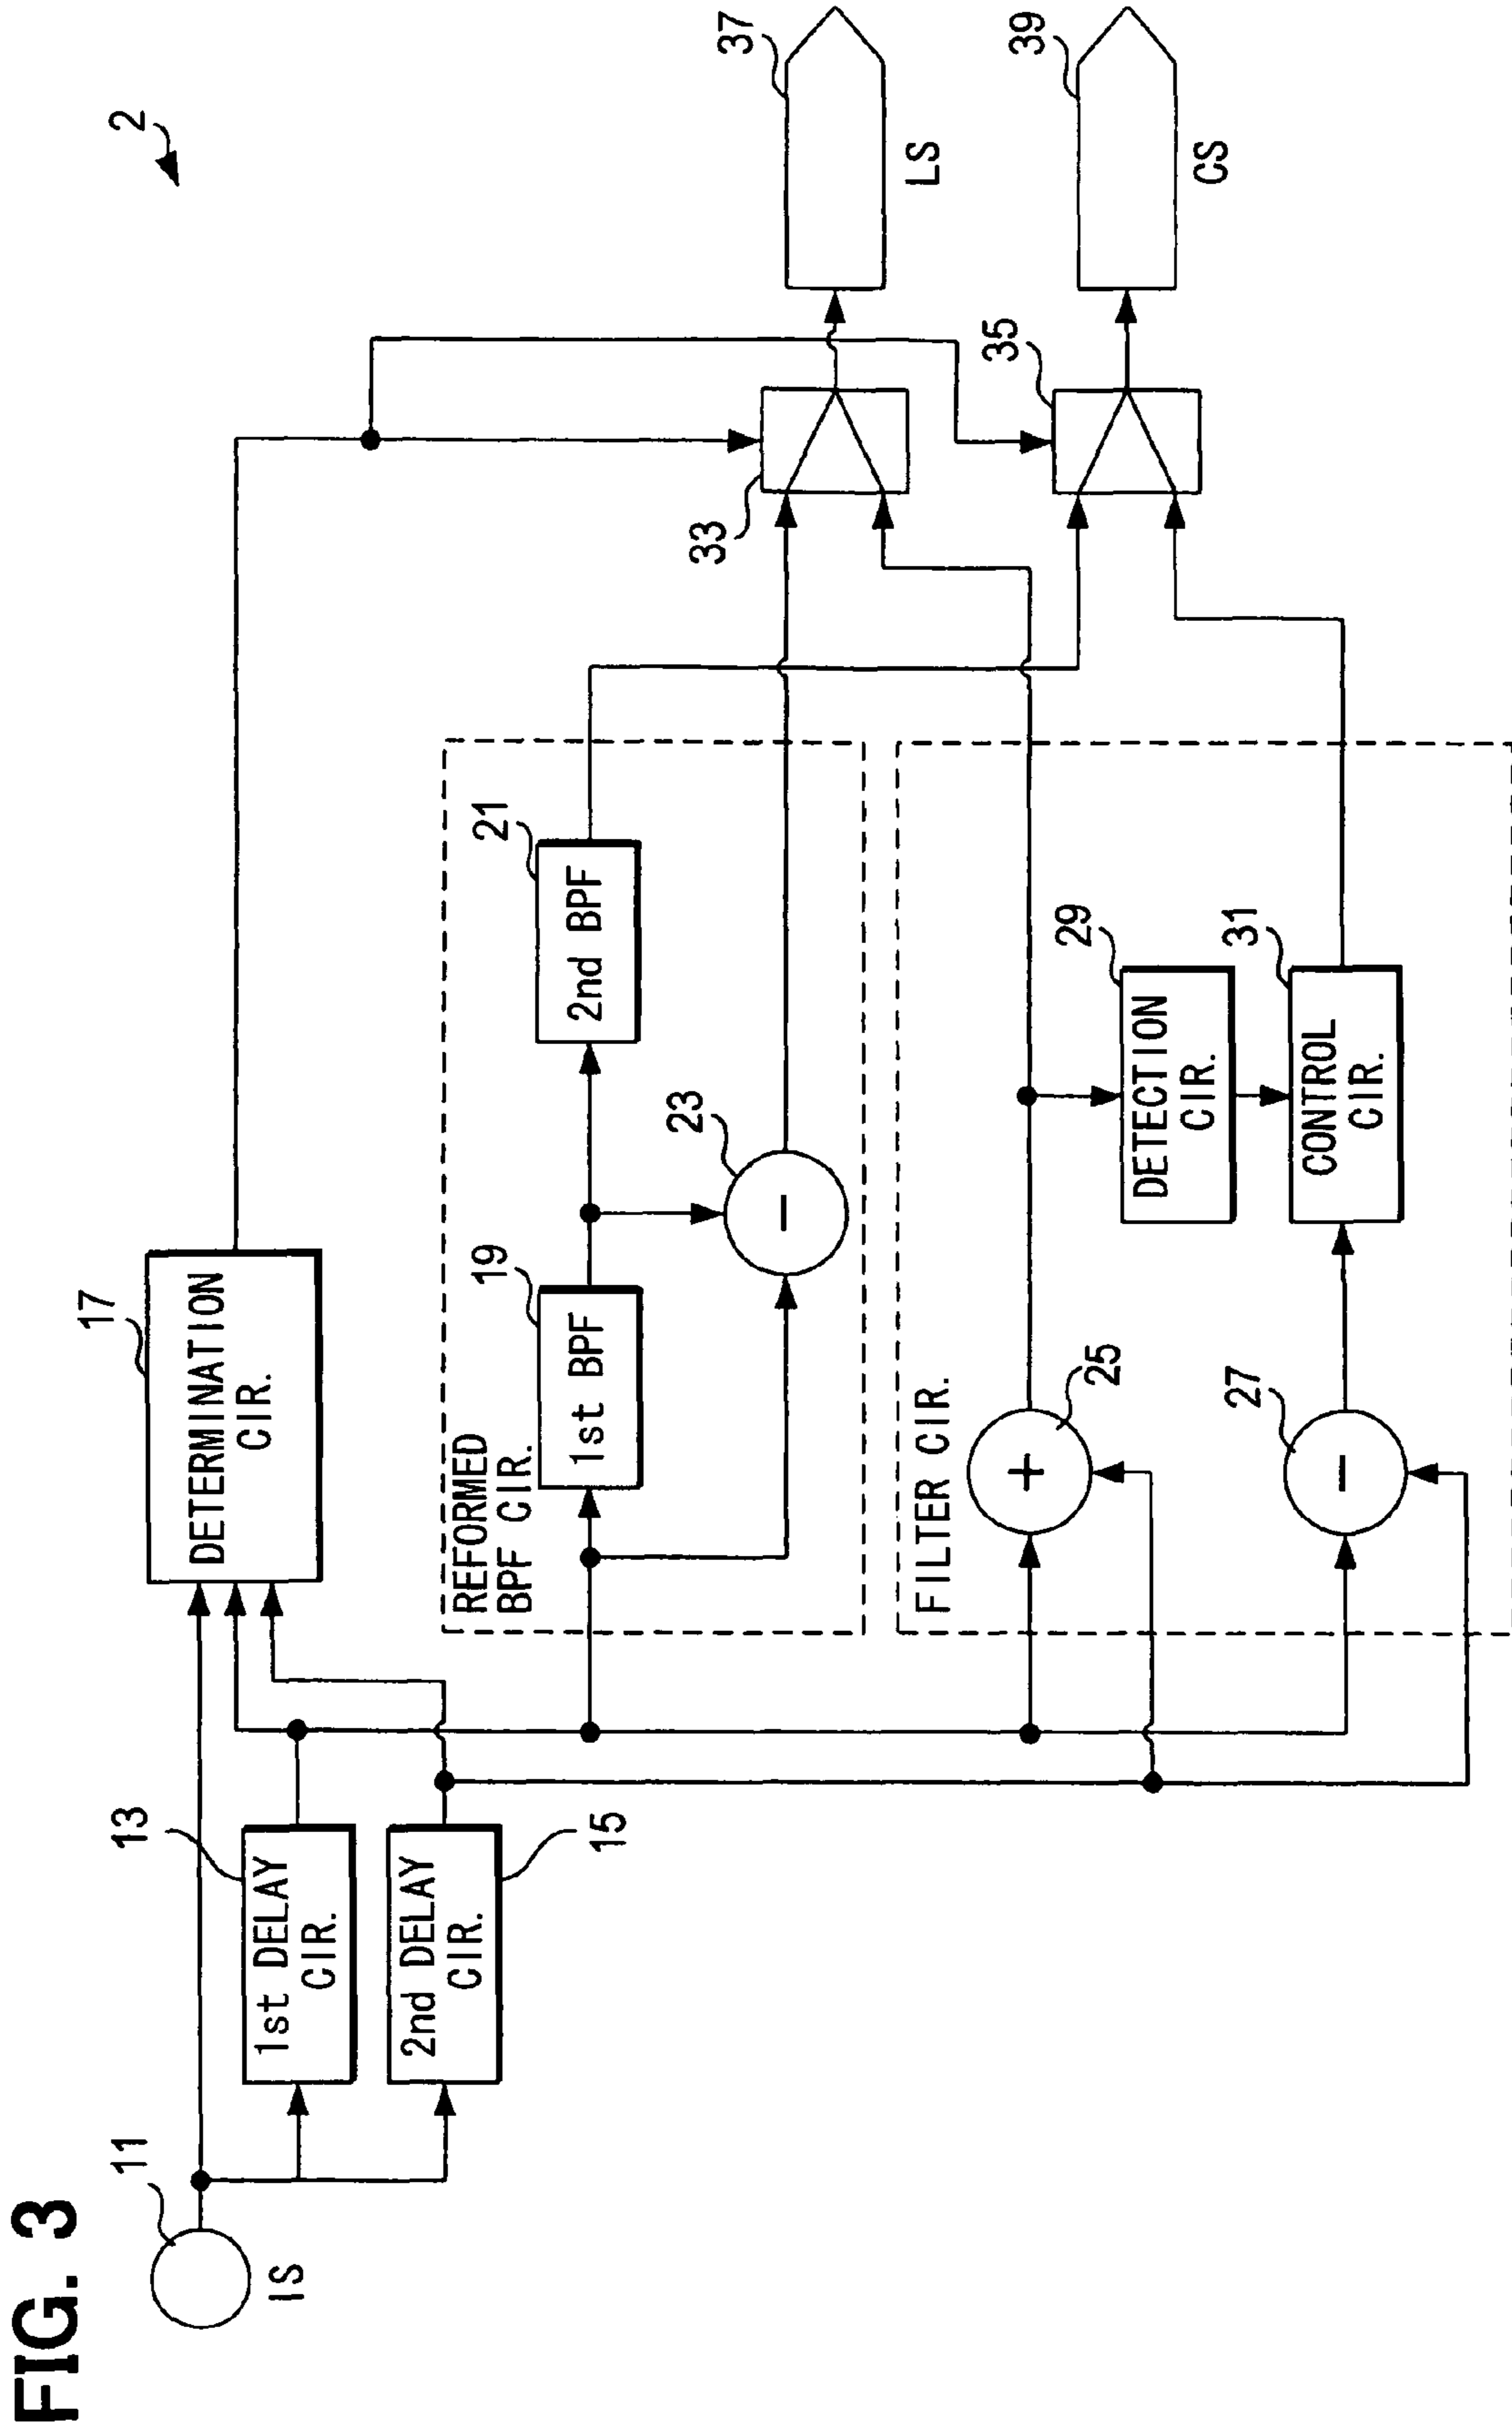 FIG. 3
2
11
IS
13
1st DELAY
CIR.
2nd DELAY
CIR.
15
17
DETERMINATION
CIR.
REFORMED
BPF CIR.
19
1st BPF
21
2nd BPF
23
-
FILTER CIR.
+
25
27
-
29
DETECTION
CIR.
31
CONTROL
CIR.
33
35
37
LS
39
CS